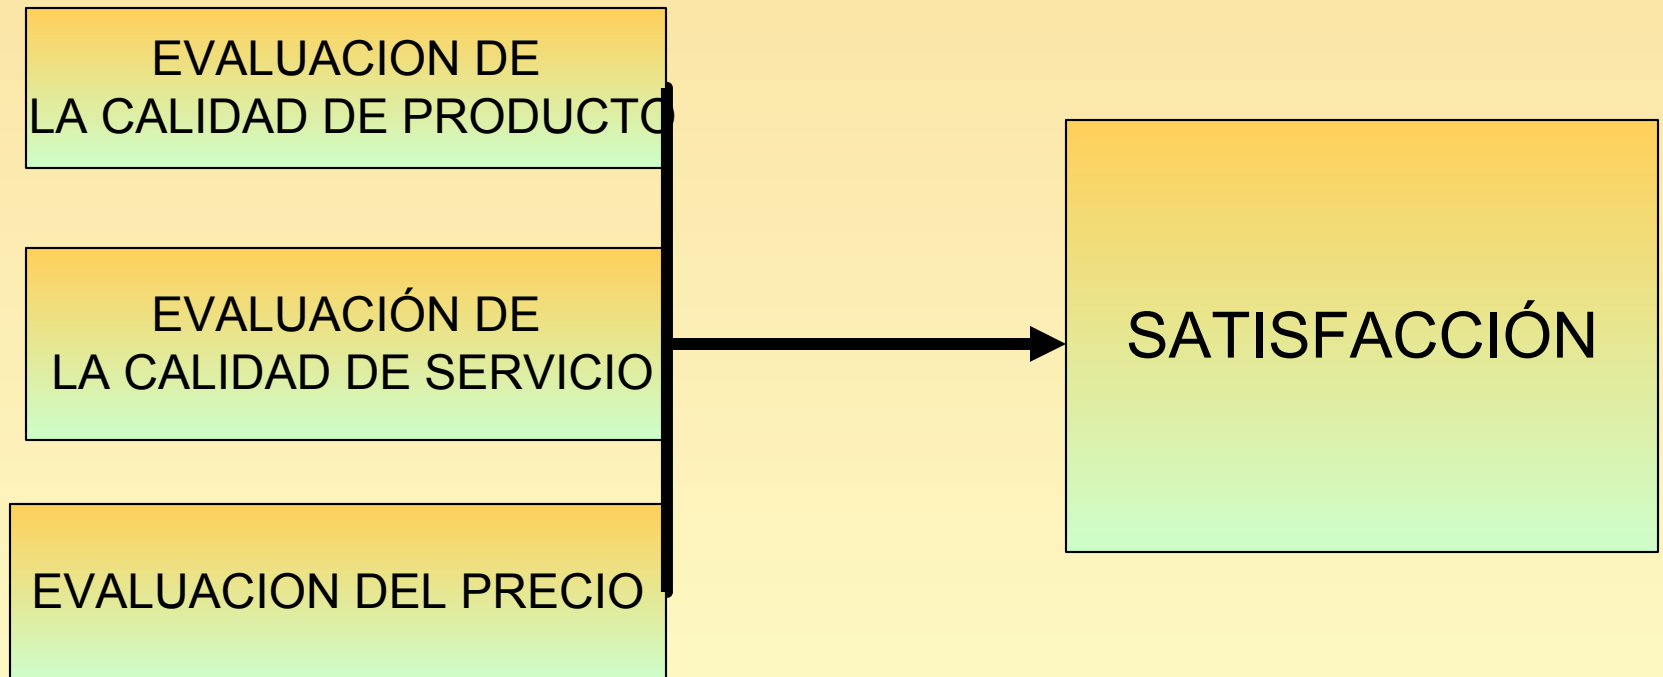 EVALUACION DE
LA CALIDAD DE PRODUCTO
EVALUACIÓN DE
LA CALIDAD DE SERVICIO
SATISFACCIÓN
EVALUACION DEL PRECIO